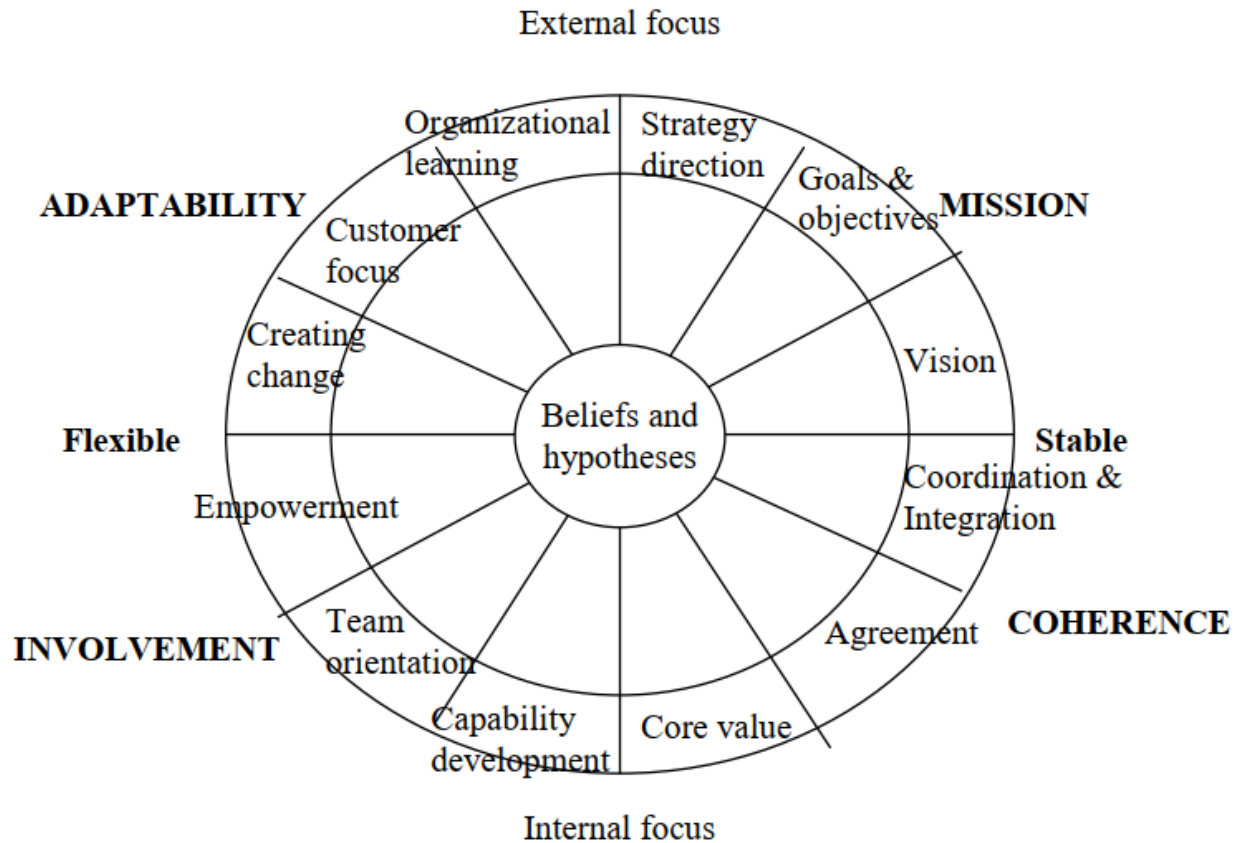 External focus
Organizational
learning
Strategy
direction
Goals &
objectives
ADAPTABILITY
MISSION
Customer
focus
Creating
change
Vision
Beliefs and
hypotheses
Flexible
Stable
Coordination &
Integration
Empowerment
Team
orientation
Agreement
COHERENCE
INVOLVEMENT
Capability
development
Core value
Internal focus